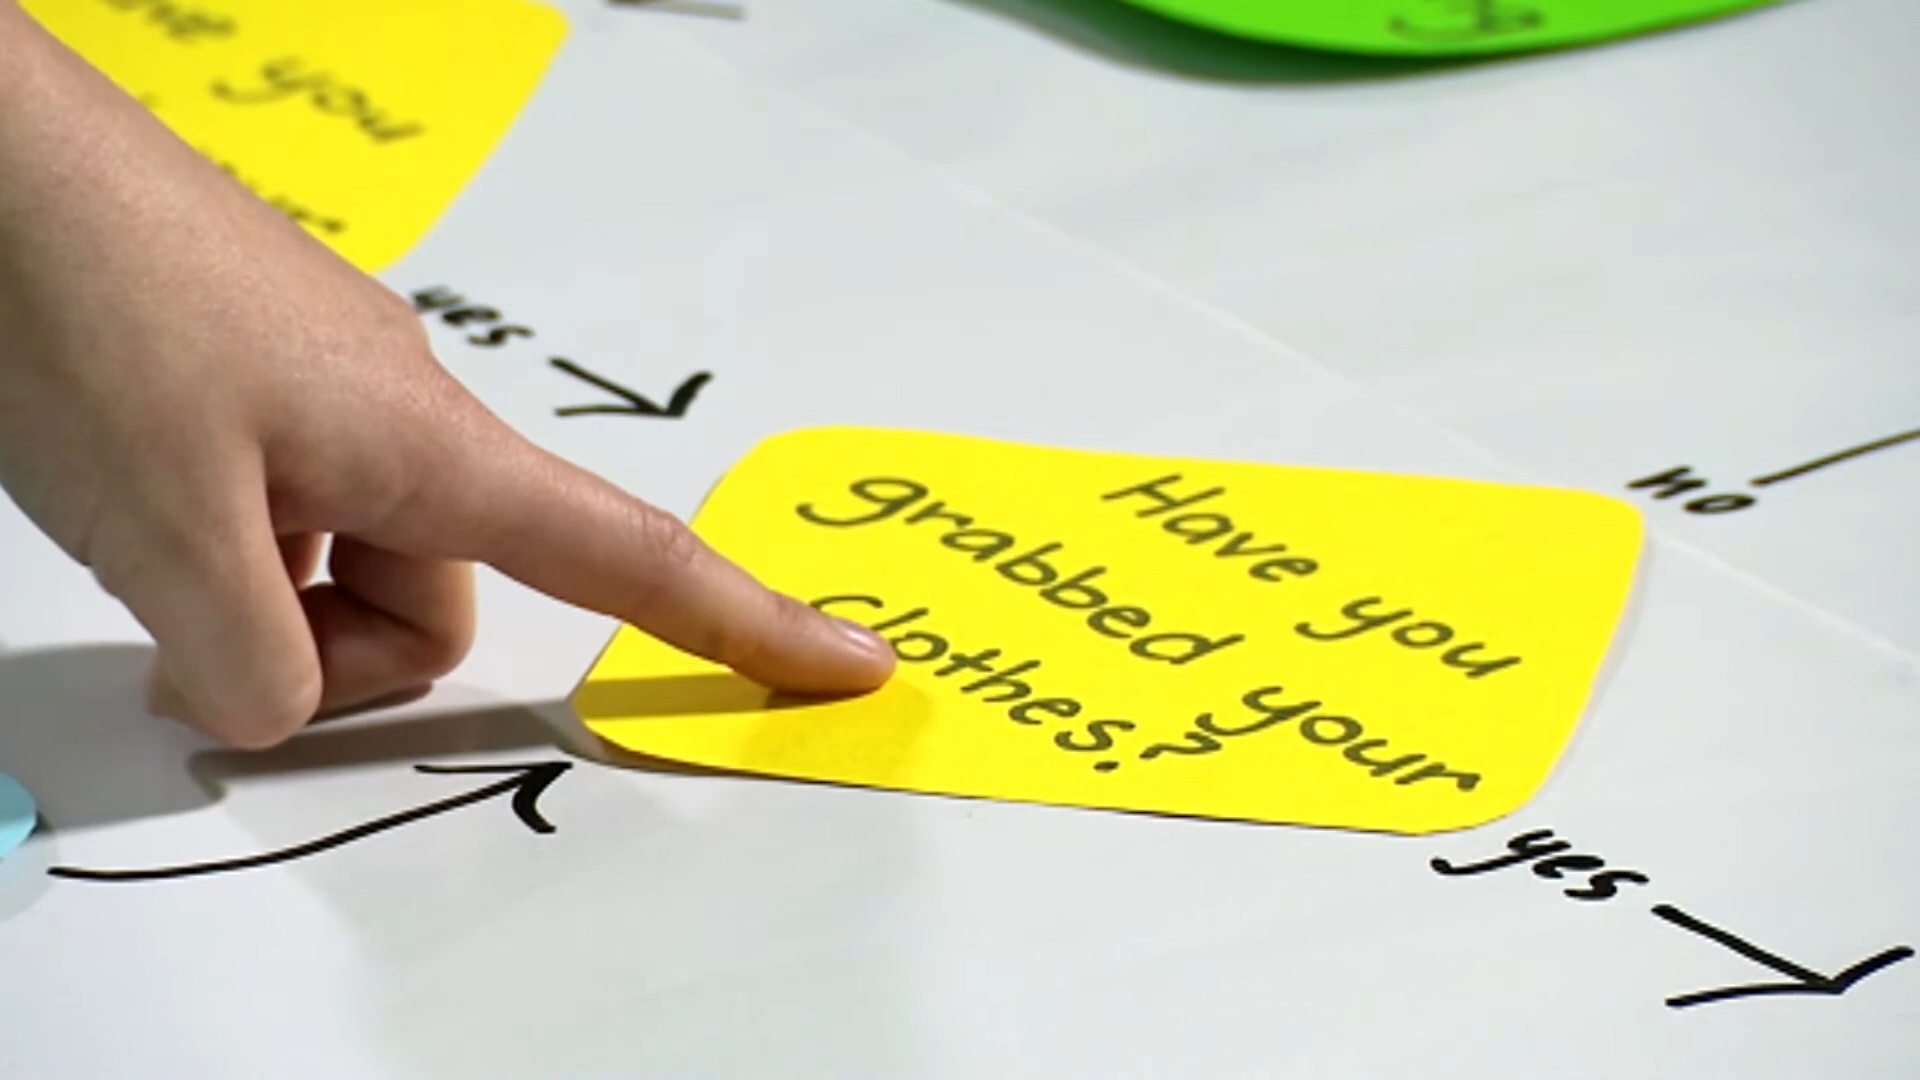 you
yes
Have you
grabbed your
clothes?
no
yes